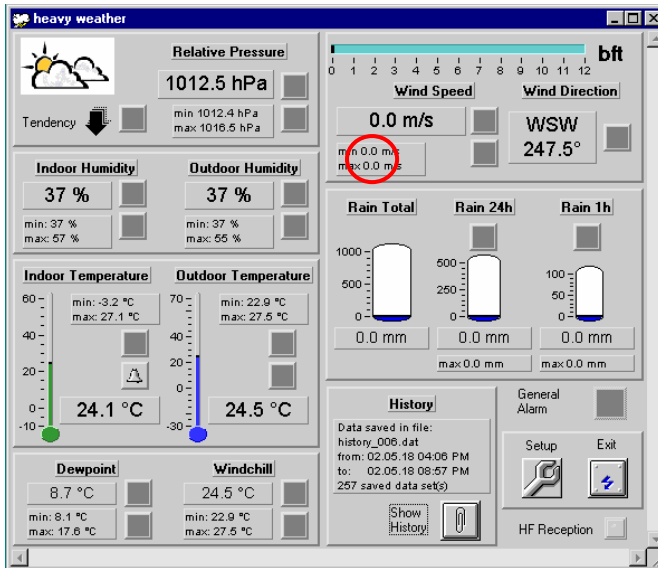 heavy weather
Relative Pressure
1012.5 hPa
Tendency
min 1012.4 hPa
max 1016.5 hPa
bft
0 1 2 3 4 5 6 7 8 9 10 11 12
Wind Speed
Wind Direction
0.0 m/s
min 0.0 m/s
max 0.0 m/s
WSW
247.5°
Indoor Humidity
Outdoor Humidity
37 %
37 %
min: 37 %
max: 57 %
min: 37 %
max: 55 %
Rain Total
Rain 24h
Rain 1h
1000
500
0
500
250
0
100
50
0
0.0 mm
0.0 mm
0.0 mm
max 0.0 mm
max 0.0 mm
Indoor Temperature
Outdoor Temperature
60
40
20
0
-10
min: -3.2 °C
max: 27.1 °C
24.1 °C
70
40
20
0
-30
min: 22.9 °C
max: 27.5 °C
24.5 °C
History
Data saved in file:
history_006.dat
from: 02.05.18 04:06 PM
to: 02.05.18 08:57 PM
257 saved data set(s)
Show
History
General
Alarm
Setup
Exit
HF Reception
Dewpoint
Windchill
8.7 °C
24.5 °C
min: 8.1 °C
max: 17.6 °C
min: 22.9 °C
max: 27.5 °C